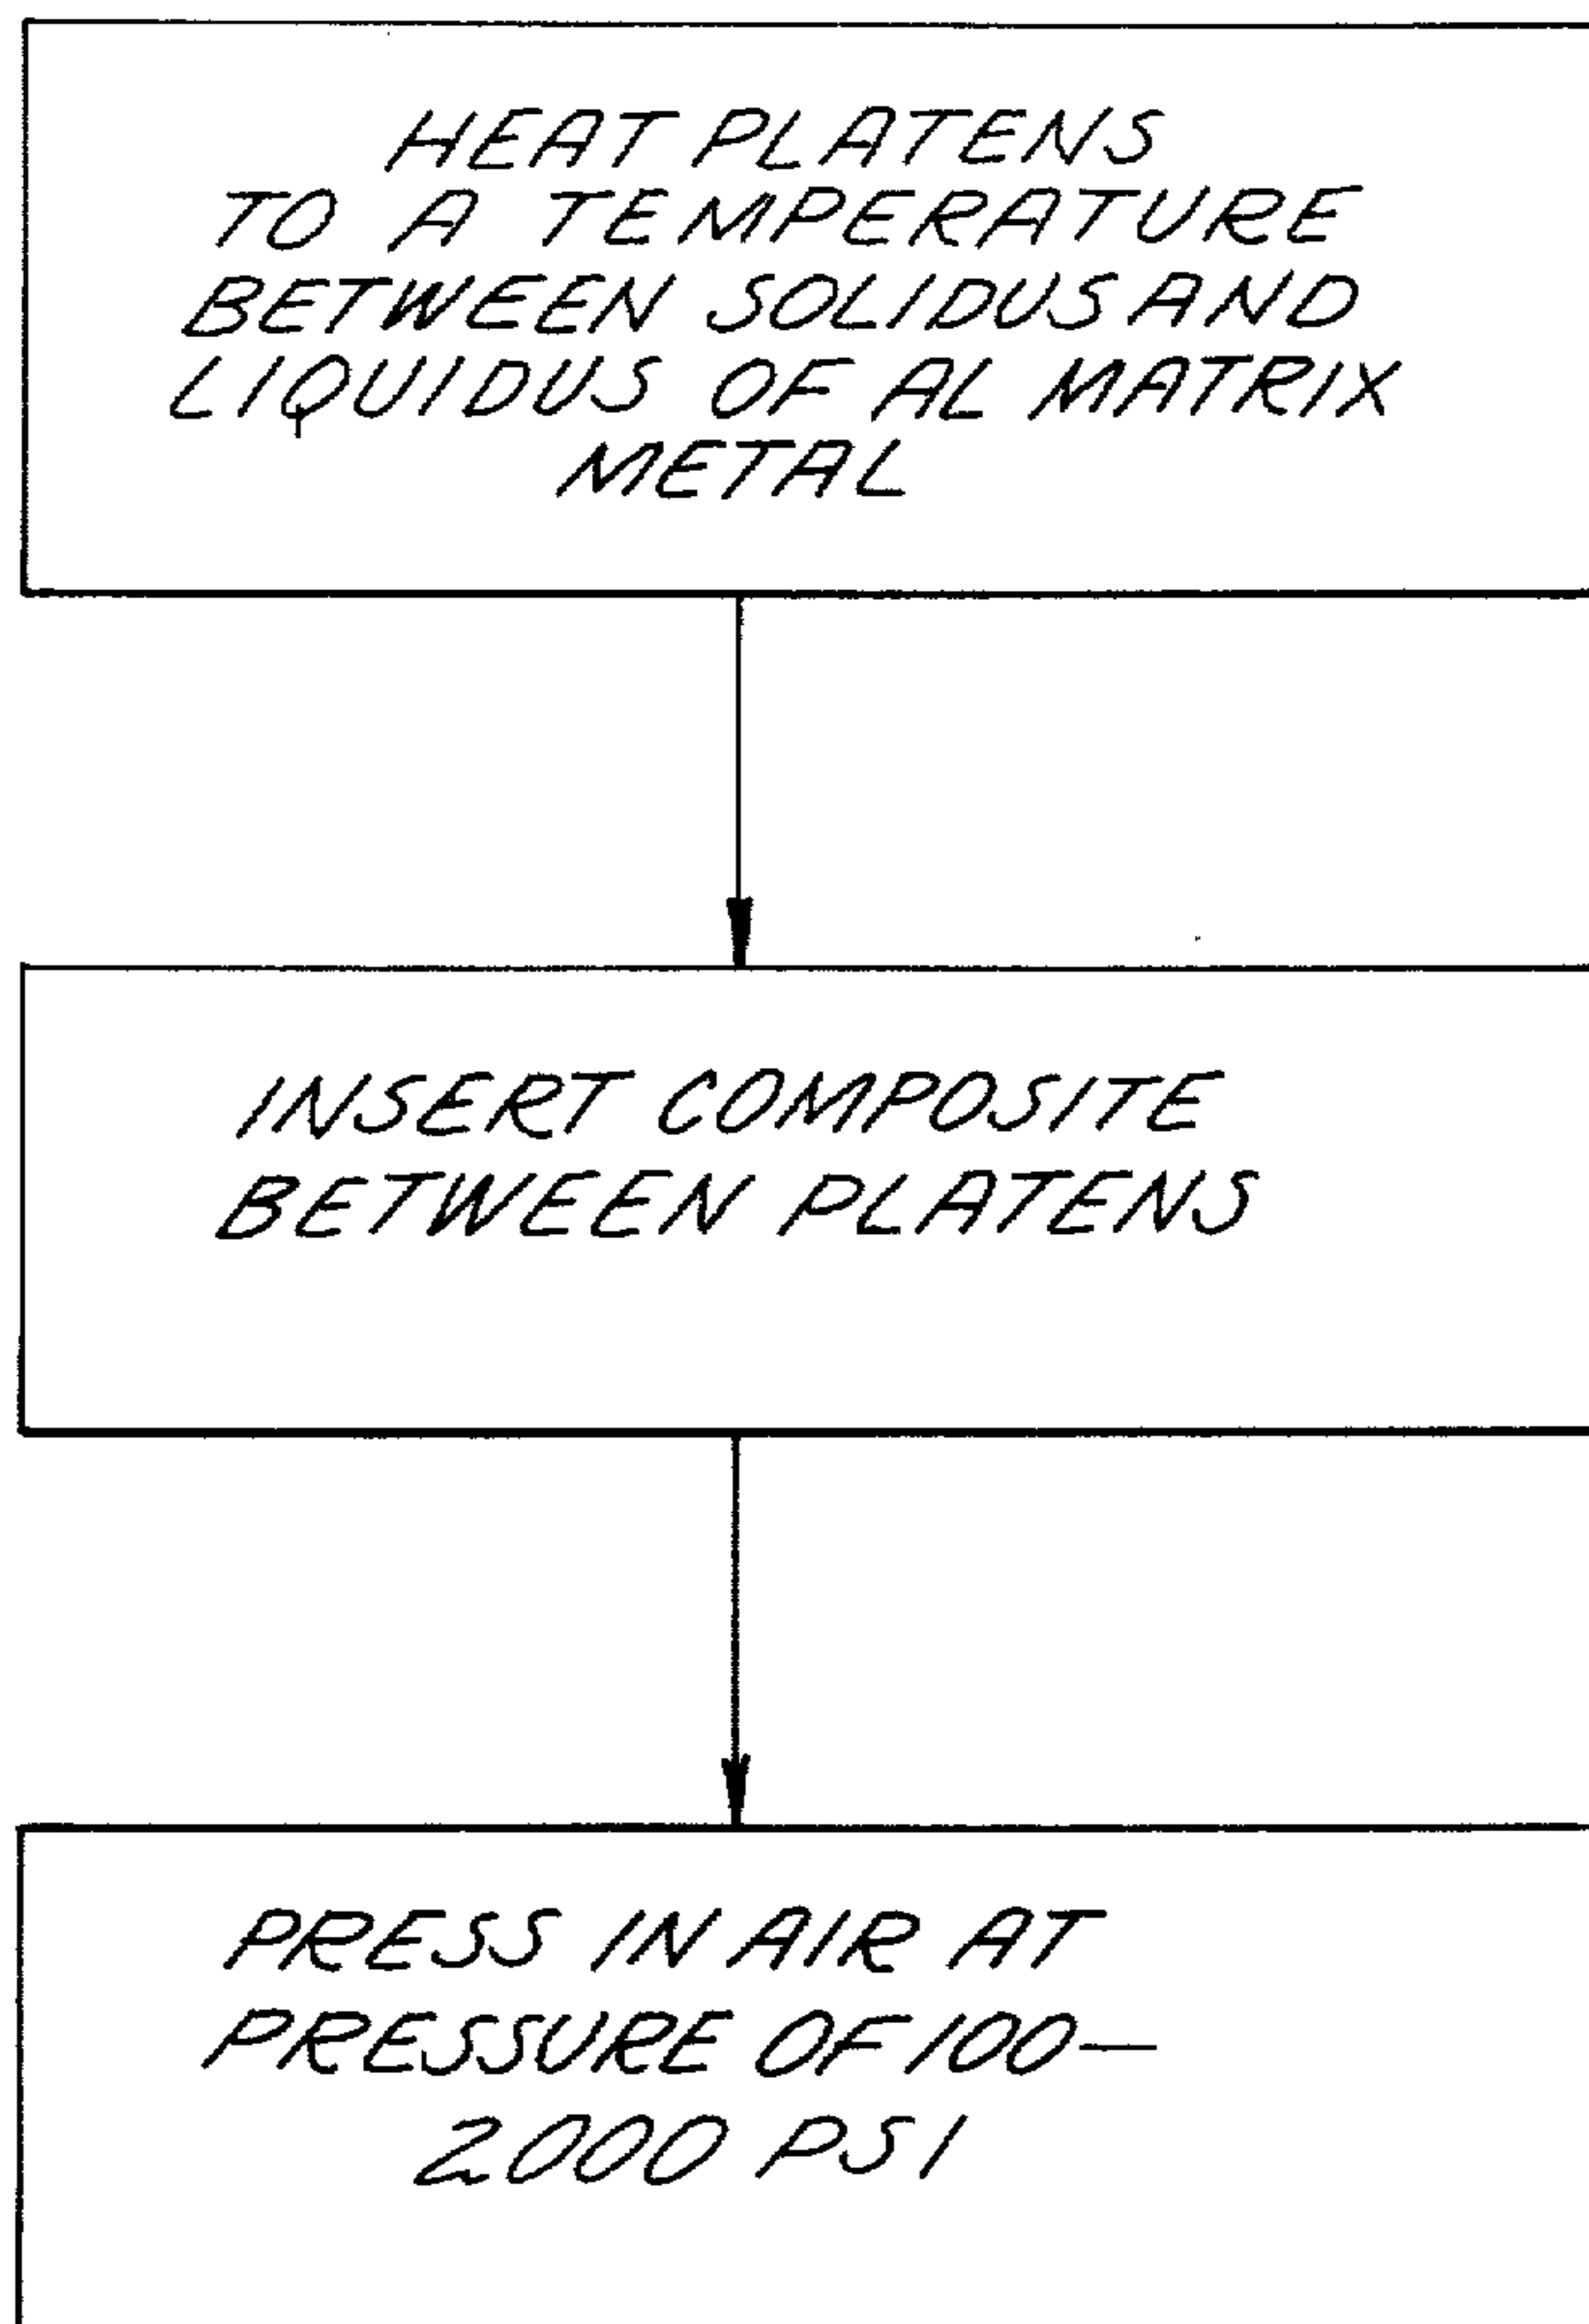 HEAT PLATENS
TO A TEMPERATURE
BETWEEN SOLIDUS AND
LIQUIDUS OF AL MATRIX
METAL
INSERT COMPOSITE
BETWEEN PLATENS
PRESS IN AIR AT
PRESSURE OF 100—
2000 PSI